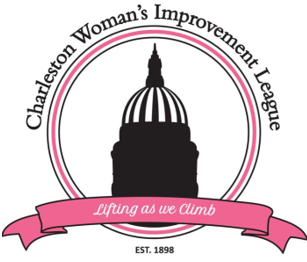 Charleston Woman's Improvement League
Lifting as we Climb
EST. 1898